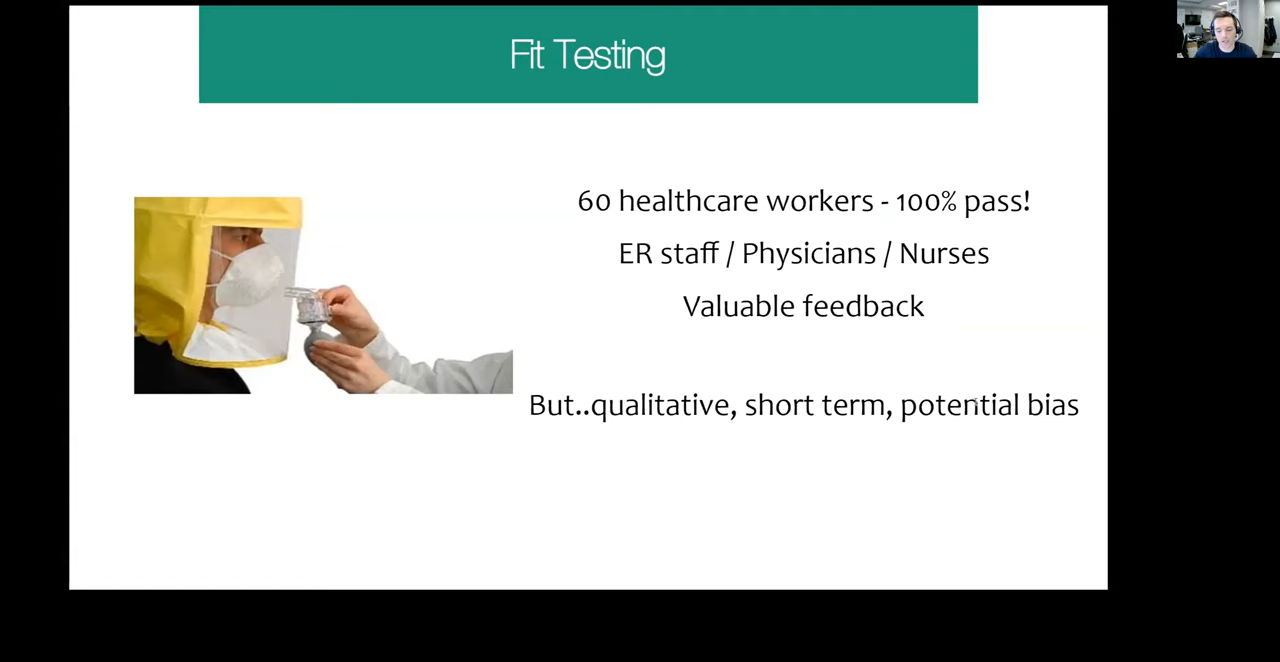 Fit Testing
60 healthcare workers - 100% pass!
ER staff / Physicians / Nurses
Valuable feedback
But..qualitative, short term, potential bias